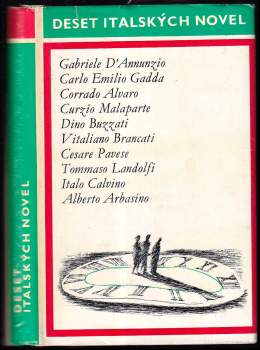 DESET ITALSKÝCH NOVEL
Gabriele D'Annunzio
Carlo Emilio Gadda
Corrado Alvaro
Curzio Malaparte
Dino Buzzati
Vitaliano Brancati
Cesare Pavese
Tommaso Landolfi
Italo Calvino
Alberto Arbasino
DESET
ITALSKÝCH NOVEL